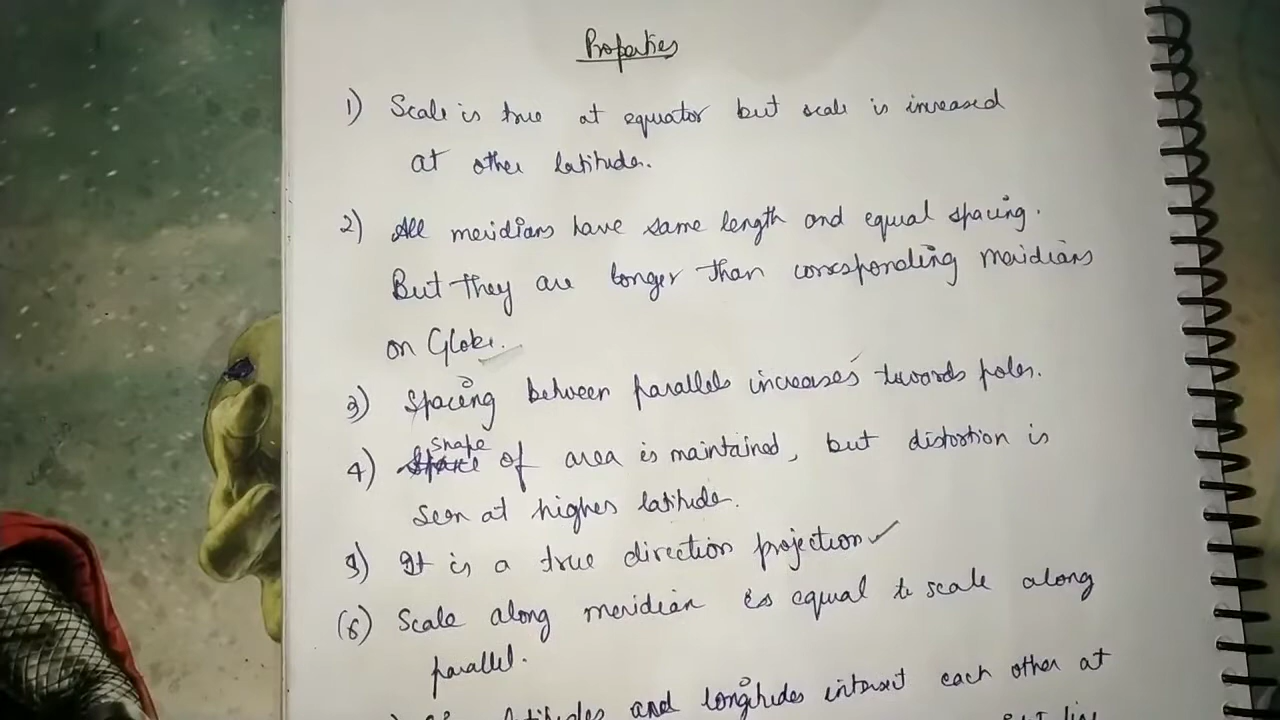 Properties
1) Scale is true at equator but scale is increased
at other latitude.
2) All meridians have same length and equal spacing.
But they are longer than corresponding meridians
on Globe.
3) Spacing between parallels increases towards poles.
4) Shape of area is maintained, but distortion is
seen at higher latitude.
5) It is a true direction projection
(6) Scale along meridian is equal to scale along
parallel.
and longitudes intersect each other at